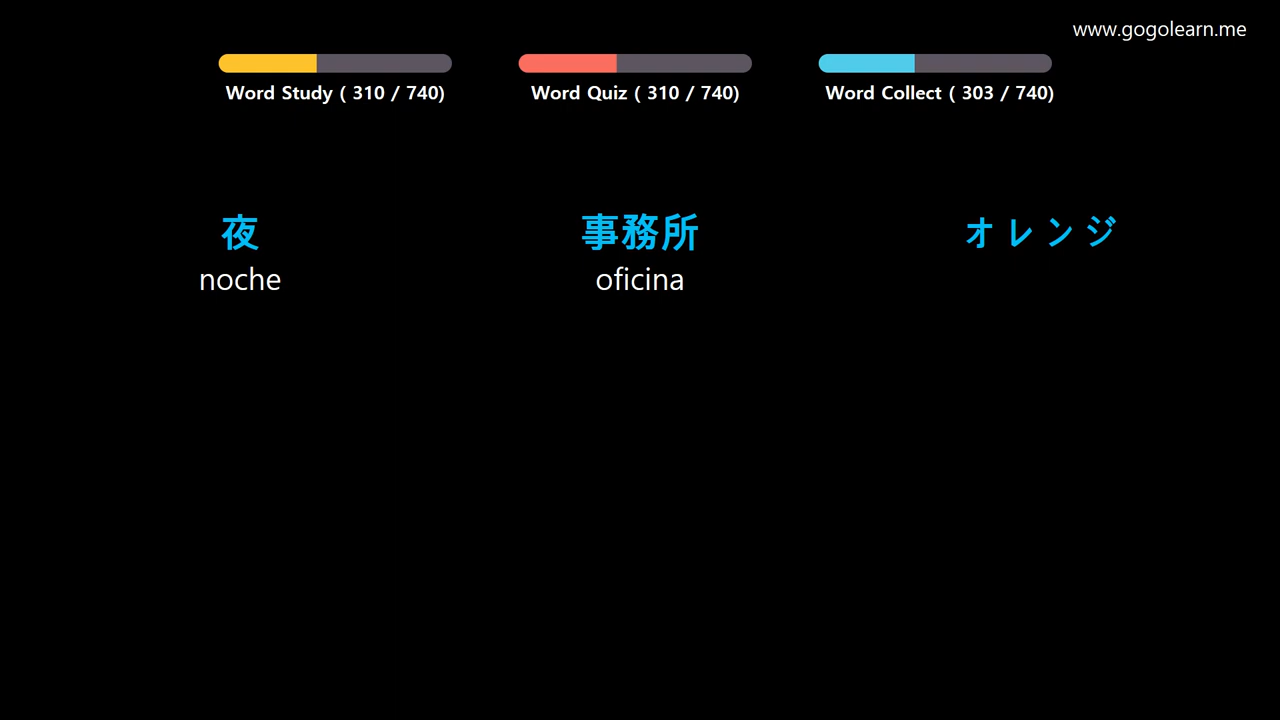 www.gogolearn.me
Word Study ( 310 / 740)
Word Quiz ( 310 / 740)
Word Collect ( 303 / 740)
夜
noche
事務所
oficina
オレンジ